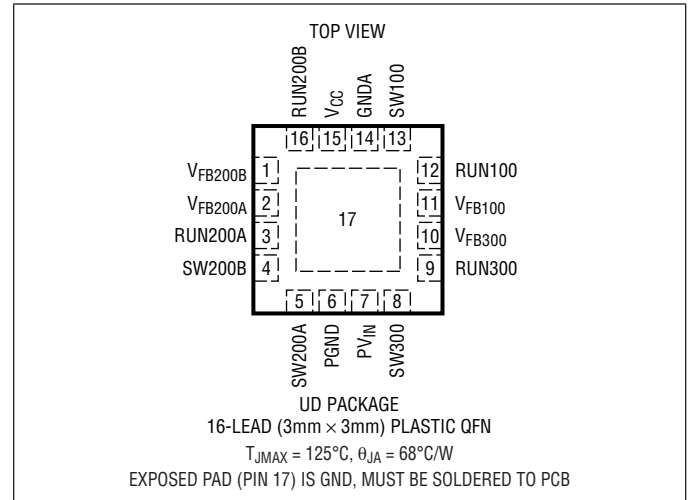 TOP VIEW
RUN200B
VCC
GNDA
SW100
16 15 14 13
VFB200B 1
VFB200A 2
RUN200A 3
SW200B 4
17
12 RUN100
11 VFB100
10 VFB300
9 RUN300
5 6 7 8
SW200A
PGND
PVIN
SW300
UD PACKAGE
16-LEAD (3mm × 3mm) PLASTIC QFN
TJMAX = 125°C, θJA = 68°C/W
EXPOSED PAD (PIN 17) IS GND, MUST BE SOLDERED TO PCB